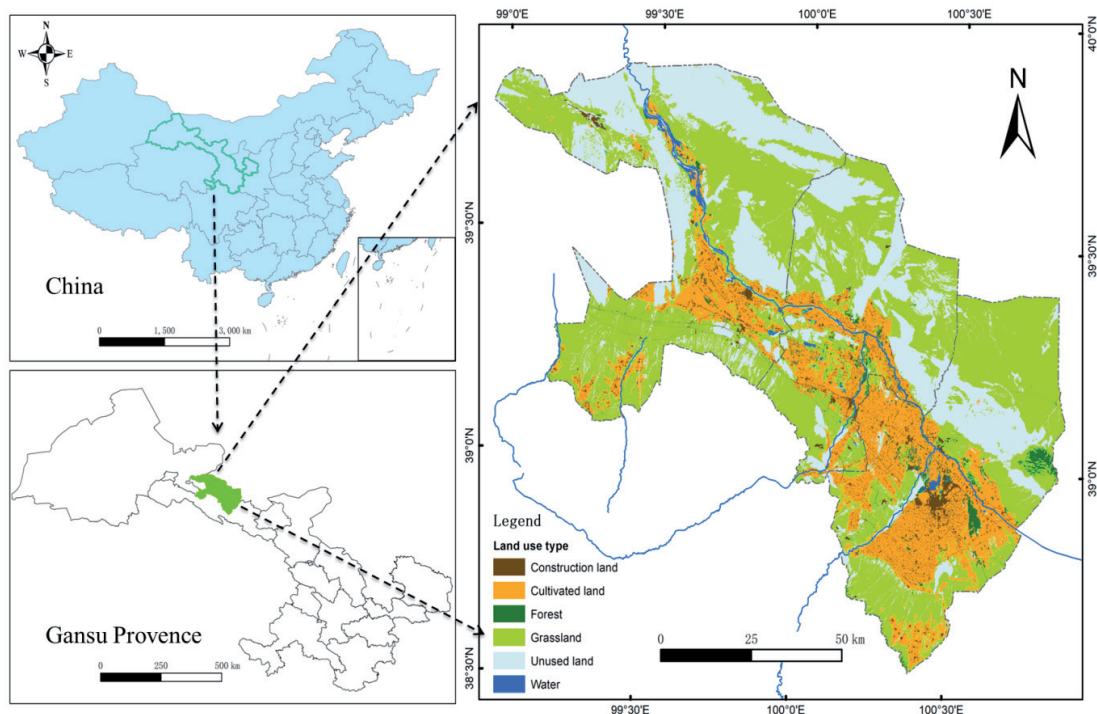 N
W E
S
China
0 1,500 3,000 km
Gansu Provence
0 250 500 km
99°0'E 99°30'E 100°0'E 100°30'E
40°0'N
39°30'N
39°30'N
39°0'N
39°0'N
38°30'N
N
Legend
Land use type
Construction land
Cultivated land
Forest
Grassland
Unused land
Water
0 25 50 km
99°30'E 100°0'E 100°30'E